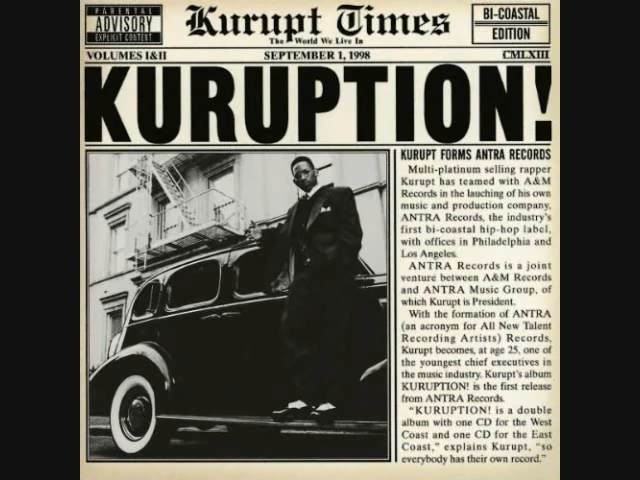 PARENTAL
ADVISORY
EXPLICIT CONTENT
Kurupt Times
The World We Live In
BI-COASTAL
EDITION
VOLUMES I&II
SEPTEMBER 1, 1998
CMLXIII
KURUPTION!
KURUPT FORMS ANTRA RECORDS
Multi-platinum selling rapper
Kurupt has teamed with A&M
Records in the lauching of his own
music and production company,
ANTRA Records, the industry's
first bi-coastal hip-hop label,
with offices in Philadelphia and
Los Angeles.
ANTRA Records is a joint
venture between A&M Records
and ANTRA Music Group, of
which Kurupt is President.
With the formation of ANTRA
(an acronym for All New Talent
Recording Artists) Records,
Kurupt becomes, at age 25, one of
the youngest chief executives in
the music industry. Kurupt's album
KURUPTION! is the first release
from ANTRA Records.
"KURUPTION! is a double
album with one CD for the West
Coast and one CD for the East
Coast," explains Kurupt, "so
everybody has their own record."